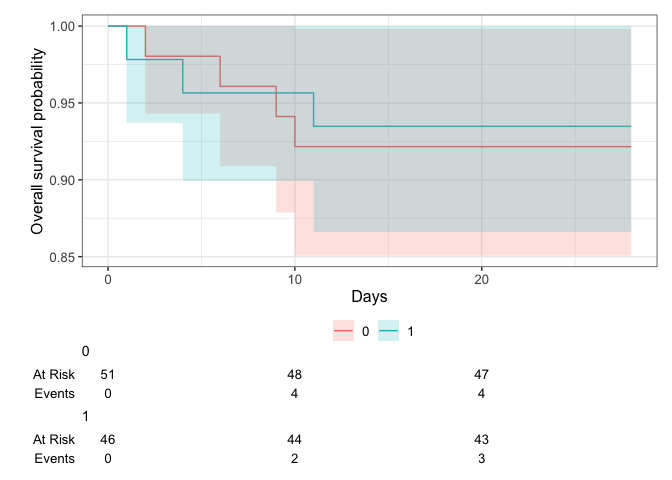 Overall survival probability
1.00
0.95
0.90
0.85
0 10 20
Days
0 1
0
At Risk 51 48 47
Events 0 4 4
1
At Risk 46 44 43
Events 0 2 3